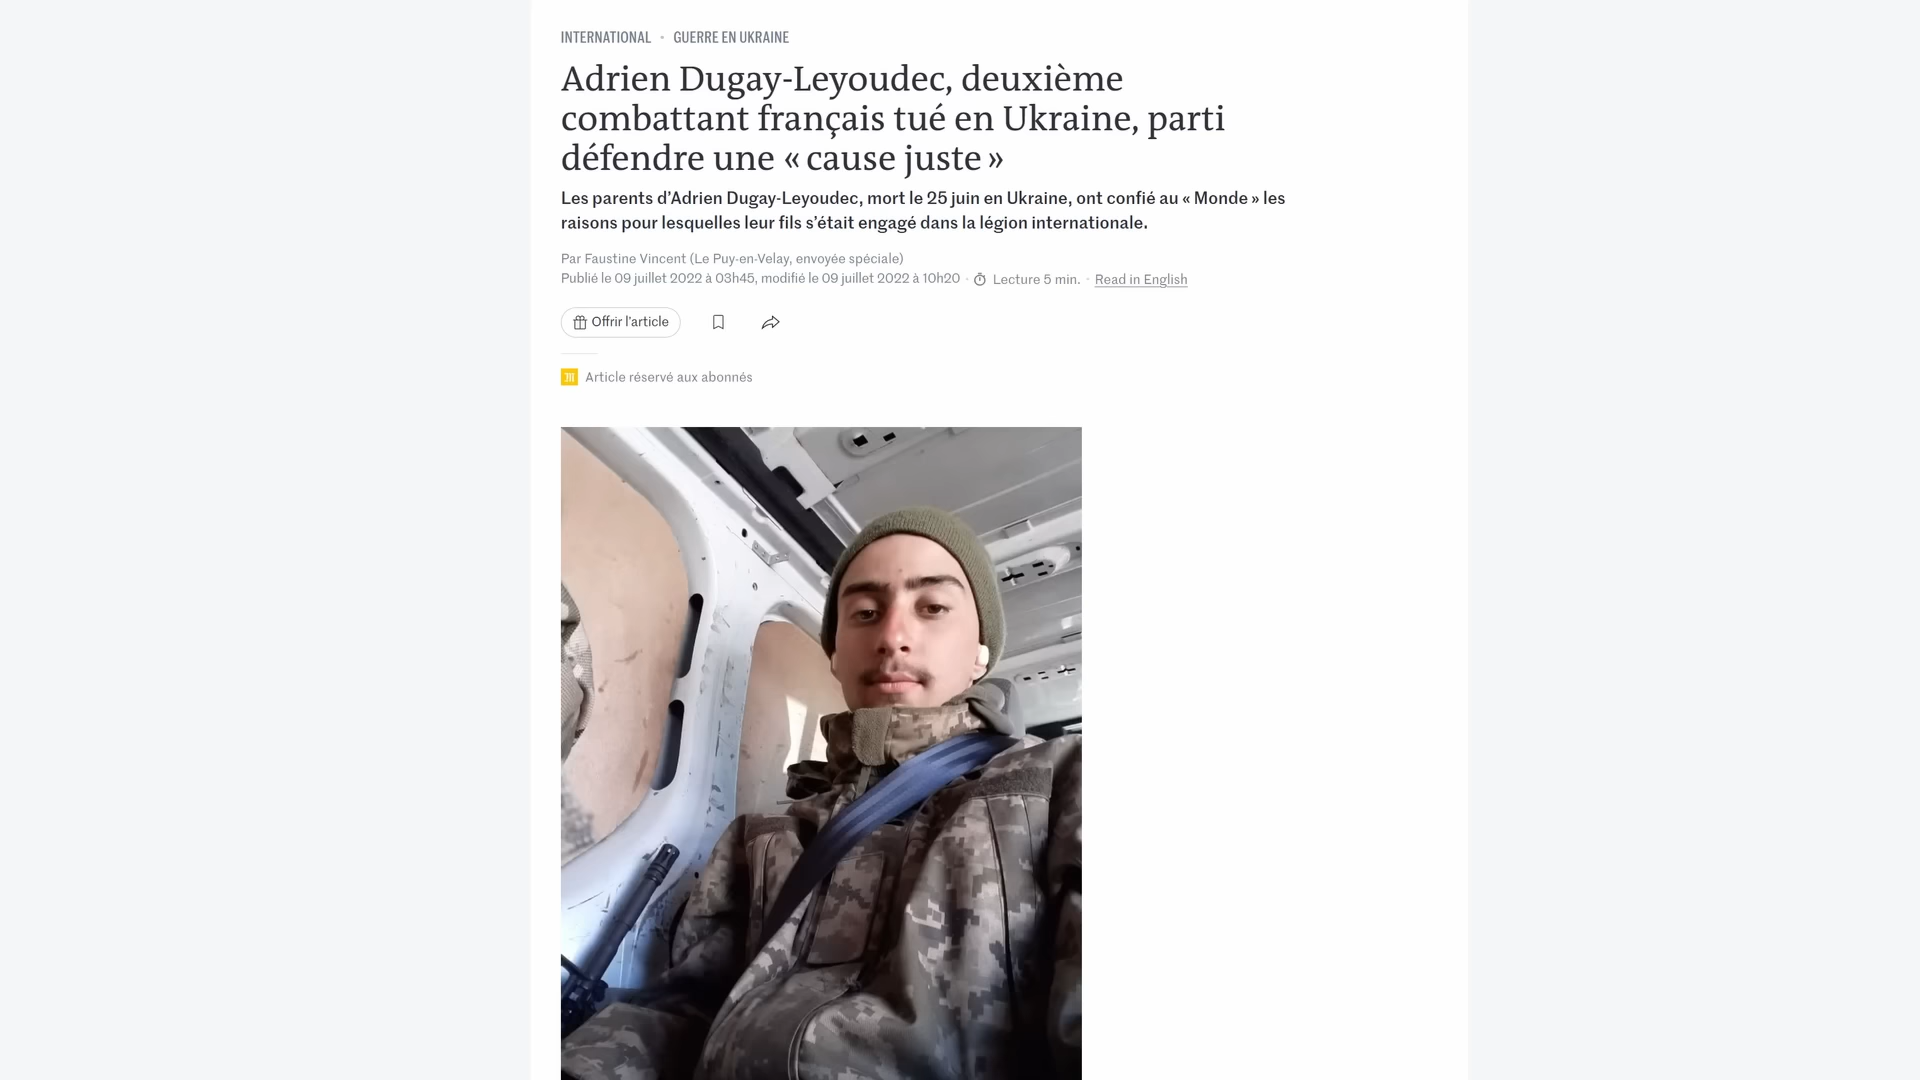 INTERNATIONAL • GUERRE EN UKRAINE
Adrien Dugay-Leyoudec, deuxième
combattant français tué en Ukraine, parti
défendre une « cause juste »
Les parents d’Adrien Dugay-Leyoudec, mort le 25 juin en Ukraine, ont confié au « Monde » les
raisons pour lesquelles leur fils s’était engagé dans la légion internationale.
Par Faustine Vincent (Le Puy-en-Velay, envoyée spéciale)
Publié le 09 juillet 2022 à 03h45, modifié le 09 juillet 2022 à 10h20 · Lecture 5 min. · Read in English
Offrir l’article
M Article réservé aux abonnés